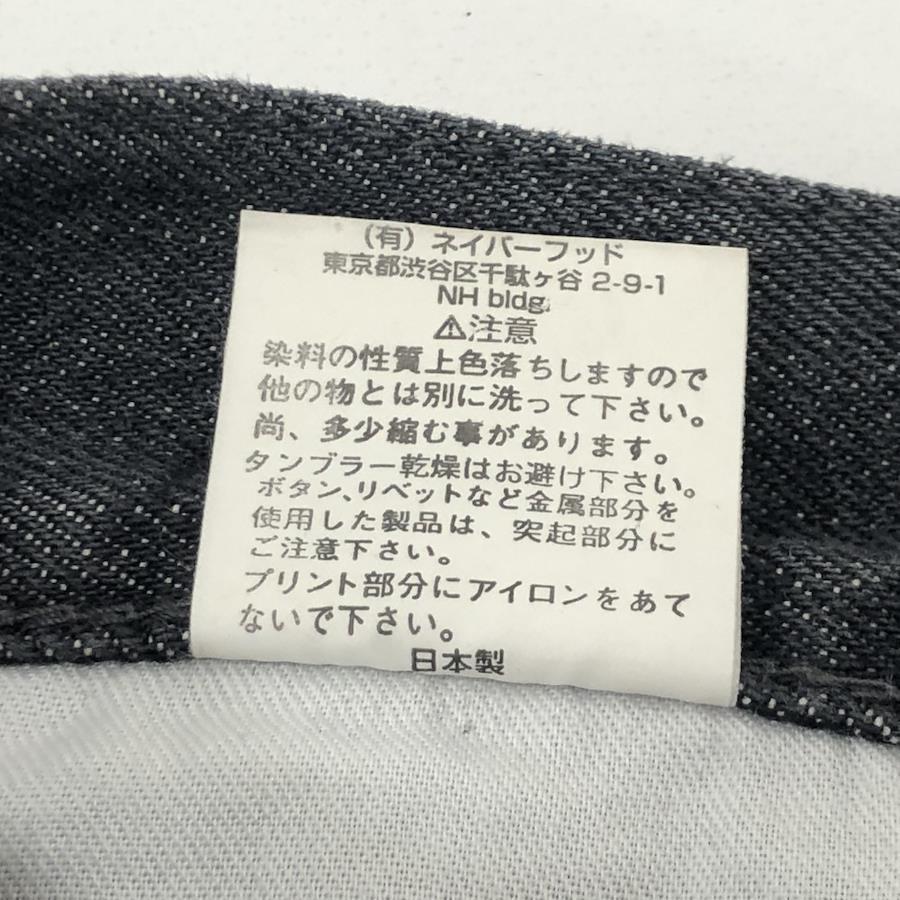 （有）ネイバーフッド
東京都渋谷区千駄ヶ谷 2-9-1
NH bldg.
⚠注意
染料の性質上色落ちしますので
他の物とは別に洗って下さい。
尚、多少縮む事があります。
タンブラー乾燥はお避け下さい。
ボタン、リベットなど金属部分を
使用した製品は、突起部分に
ご注意下さい。
プリント部分にアイロンをあて
ないで下さい。
日本製